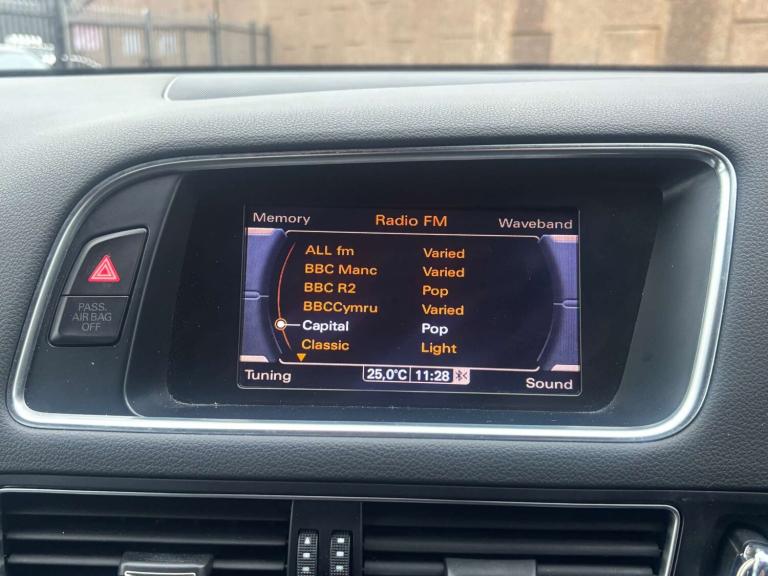 Memory Radio FM Waveband
ALL fm Varied
BBC Manc Varied
BBC R2 Pop
BBCCymru Varied
Capital Pop
Classic Light
Tuning 25,0°C 11:28 Sound
PASS.
AIR BAG
OFF